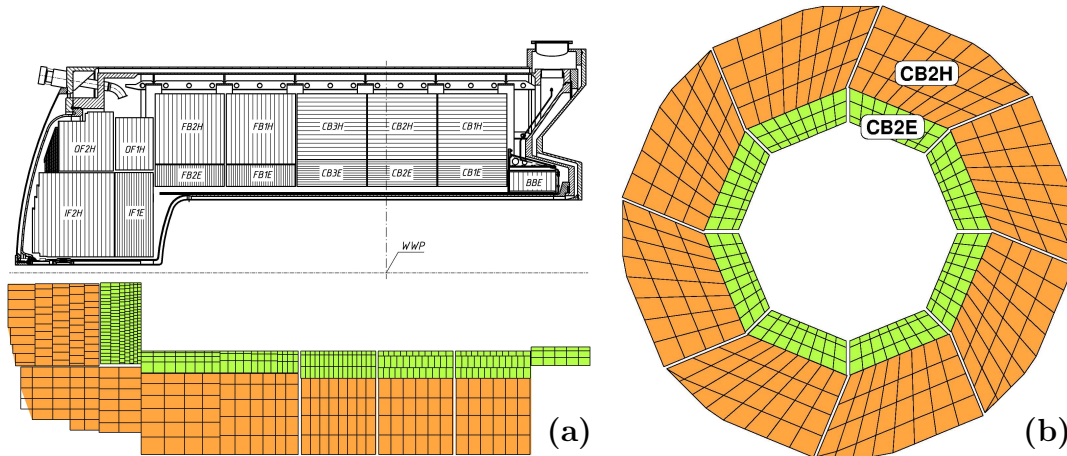 FB2H FB1H CB3H CB2H CB1H
OF2H OF1H
FB2E FB1E CB3E CB2E CB1E
BBE
IF2H IF1E
WWP
(a)
CB2H
CB2E
(b)